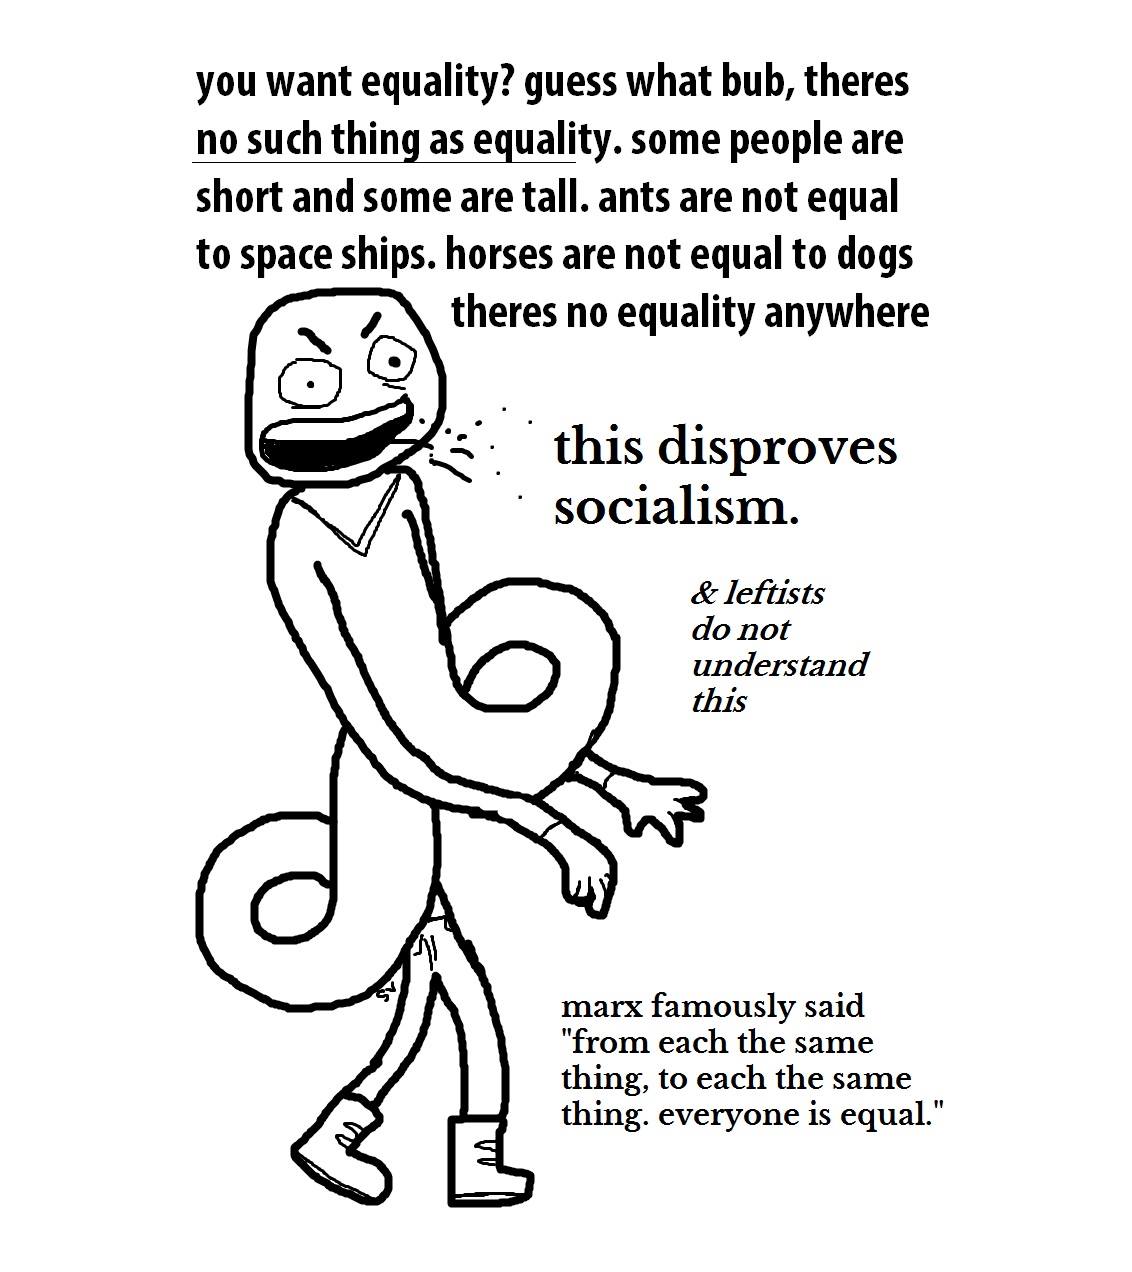 you want equality? guess what bub, theres
no such thing as equality. some people are
short and some are tall. ants are not equal
to space ships. horses are not equal to dogs
theres no equality anywhere
this disproves
socialism.
& leftists
do not
understand
this
marx famously said
"from each the same
thing, to each the same
thing. everyone is equal."